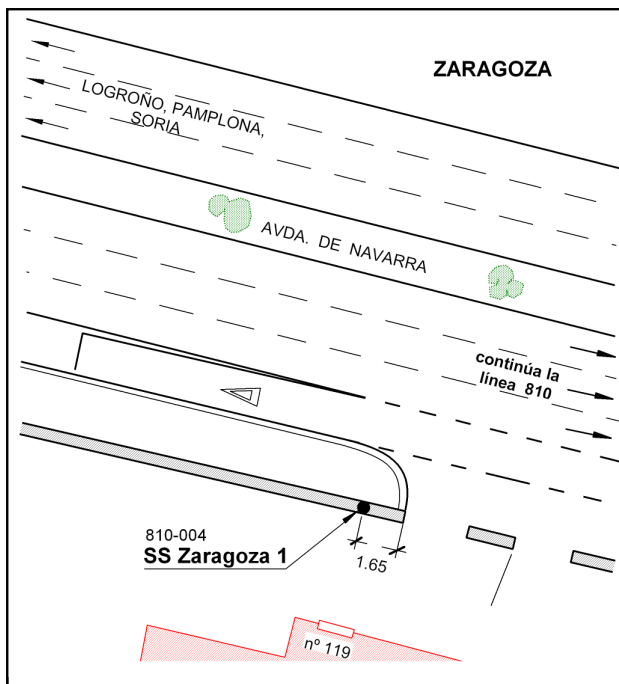 ZARAGOZA
LOGROÑO, PAMPLONA,
SORIA
AVDA. DE NAVARRA
continúa la
línea 810
810-004
SS Zaragoza 1
1.65
nº 119